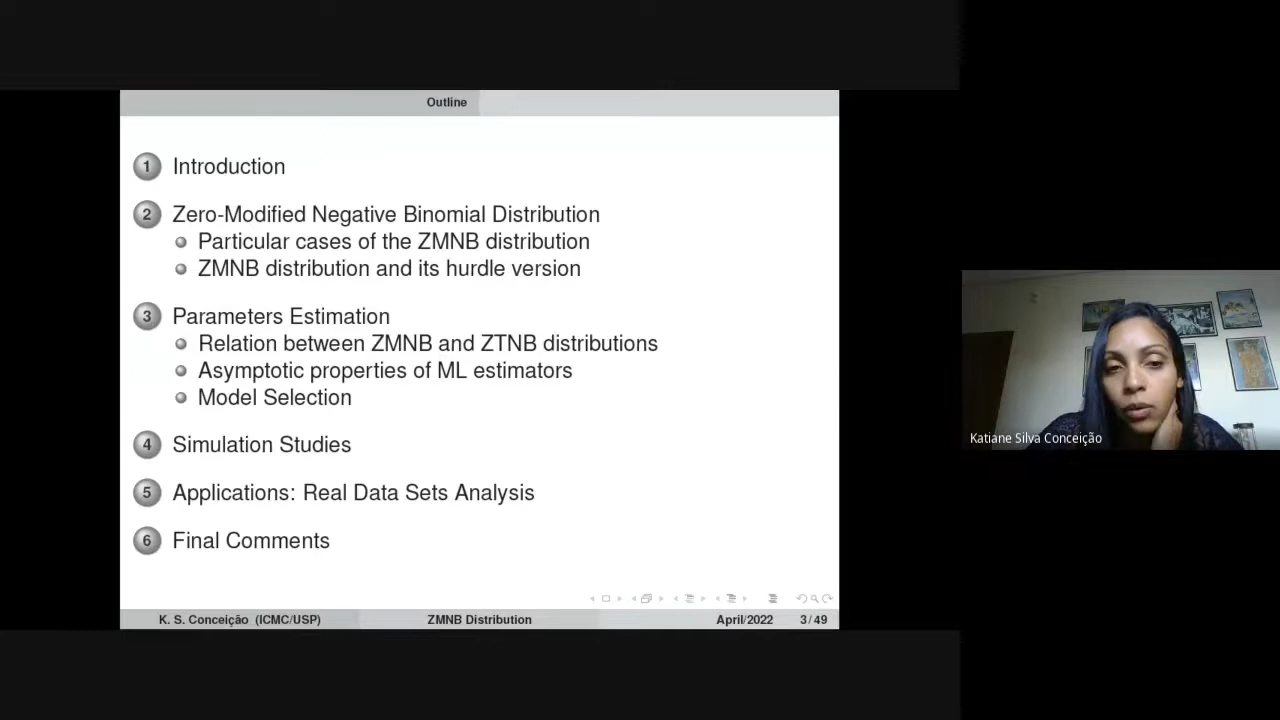 Outline
1 Introduction
2 Zero-Modified Negative Binomial Distribution
Particular cases of the ZMNB distribution
ZMNB distribution and its hurdle version
3 Parameters Estimation
Relation between ZMNB and ZTNB distributions
Asymptotic properties of ML estimators
Model Selection
4 Simulation Studies
5 Applications: Real Data Sets Analysis
6 Final Comments
K. S. Conceição (ICMC/USP) ZMNB Distribution April/2022 3/49
Katiane Silva Conceição